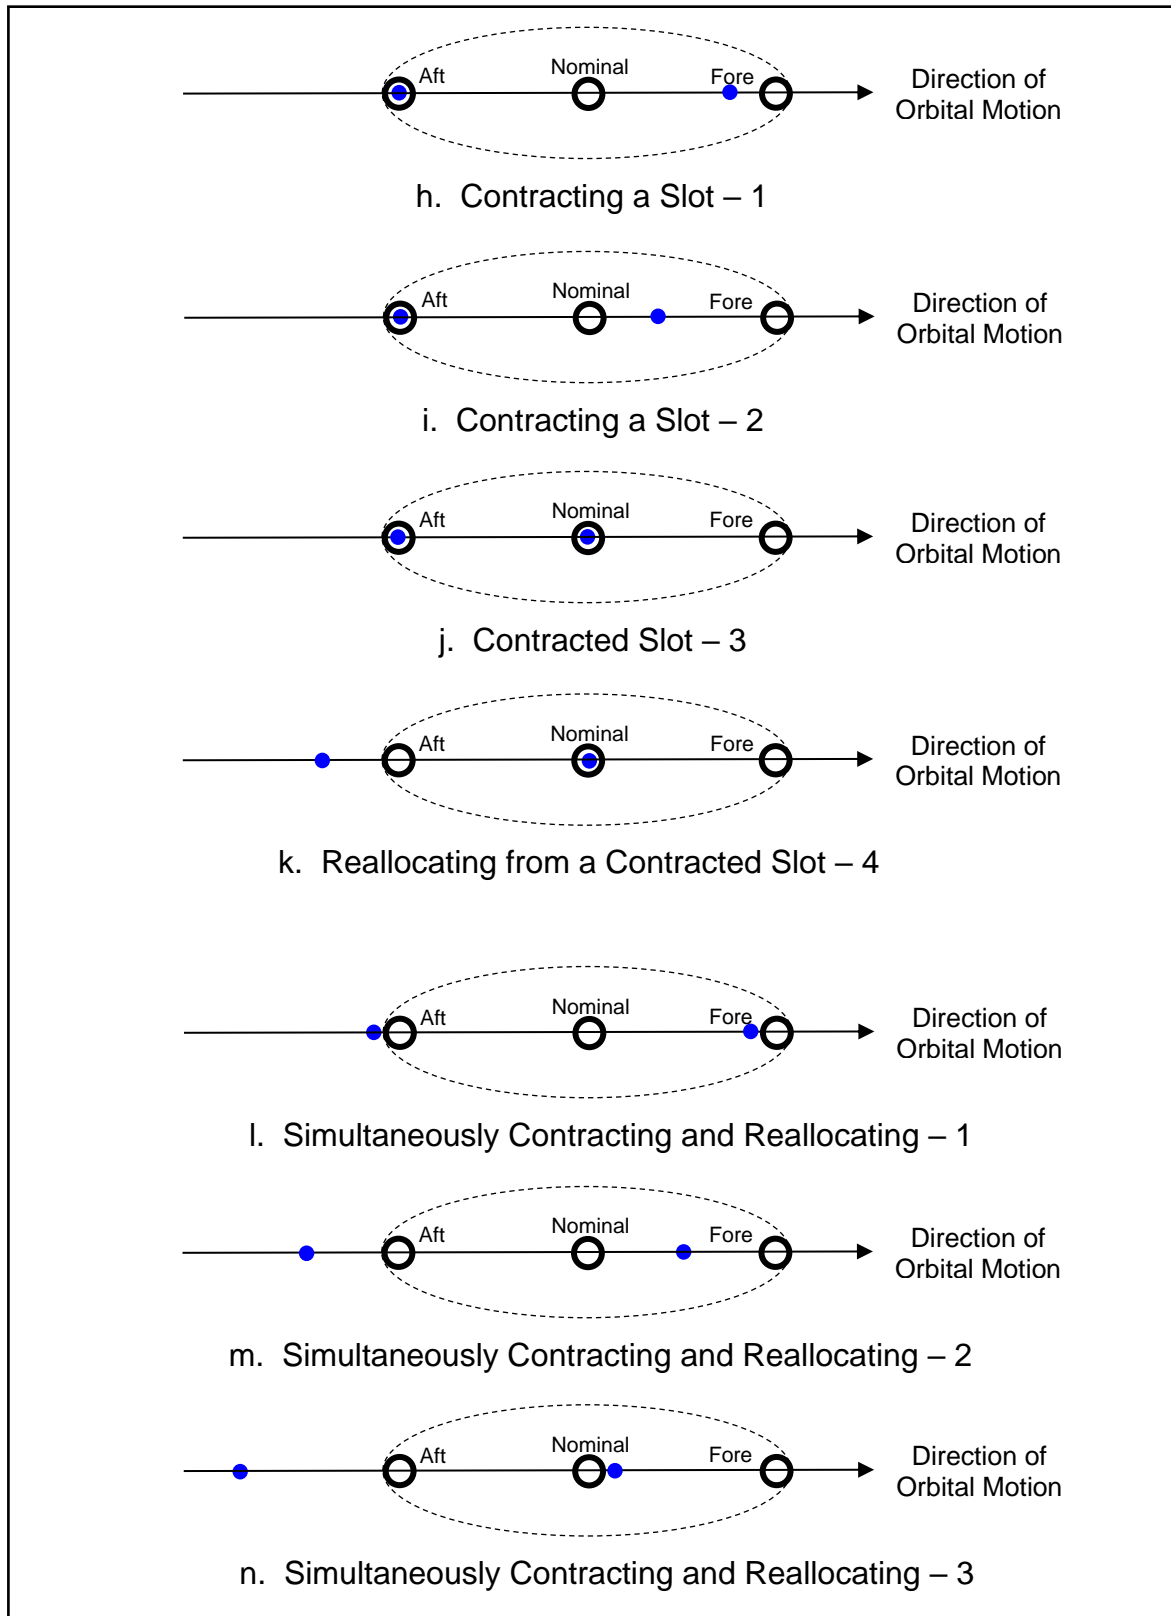 Aft
Nominal
Fore
Direction of
Orbital Motion
h. Contracting a Slot – 1
Aft
Nominal
Fore
Direction of
Orbital Motion
i. Contracting a Slot – 2
Aft
Nominal
Fore
Direction of
Orbital Motion
j. Contracted Slot – 3
Aft
Nominal
Fore
Direction of
Orbital Motion
k. Reallocating from a Contracted Slot – 4
Aft
Nominal
Fore
Direction of
Orbital Motion
l. Simultaneously Contracting and Reallocating – 1
Aft
Nominal
Fore
Direction of
Orbital Motion
m. Simultaneously Contracting and Reallocating – 2
Aft
Nominal
Fore
Direction of
Orbital Motion
n. Simultaneously Contracting and Reallocating – 3